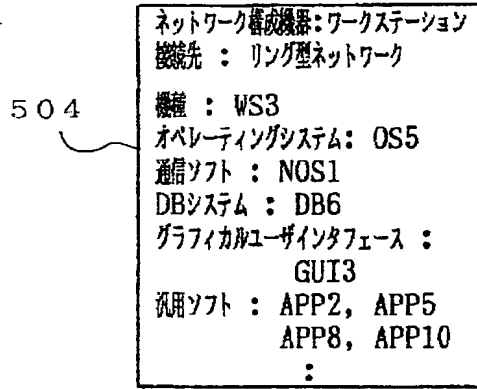 ネットワーク構成機器:ワークステーション
接続先 : リング型ネットワーク
504
機種 : WS3
オペレーティングシステム: OS5
通信ソフト : NOS1
DBシステム : DB6
グラフィカルユーザインタフェース :
GUI3
汎用ソフト : APP2, APP5
APP8, APP10
: